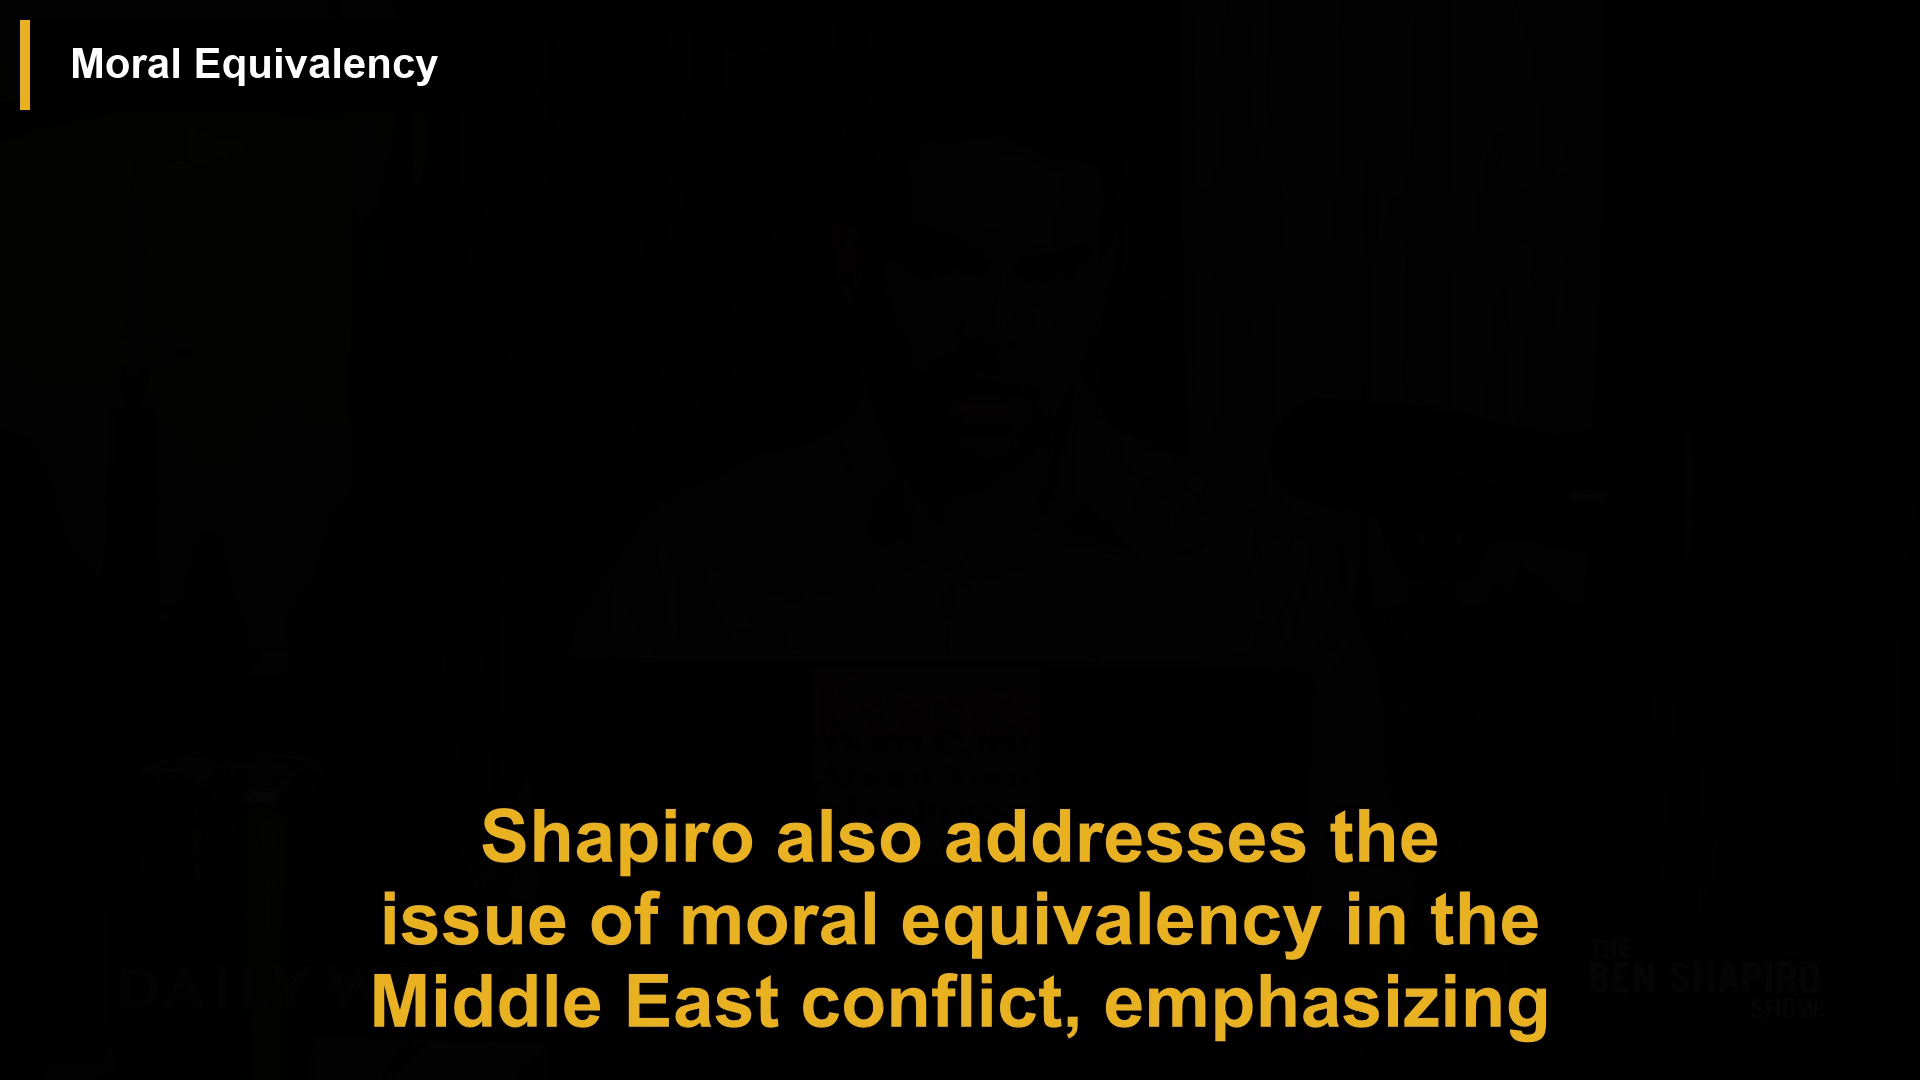 Moral Equivalency
Shapiro also addresses the
issue of moral equivalency in the
Middle East conflict, emphasizing
DAILY
THE
BEN SHAPIRO
SHOW